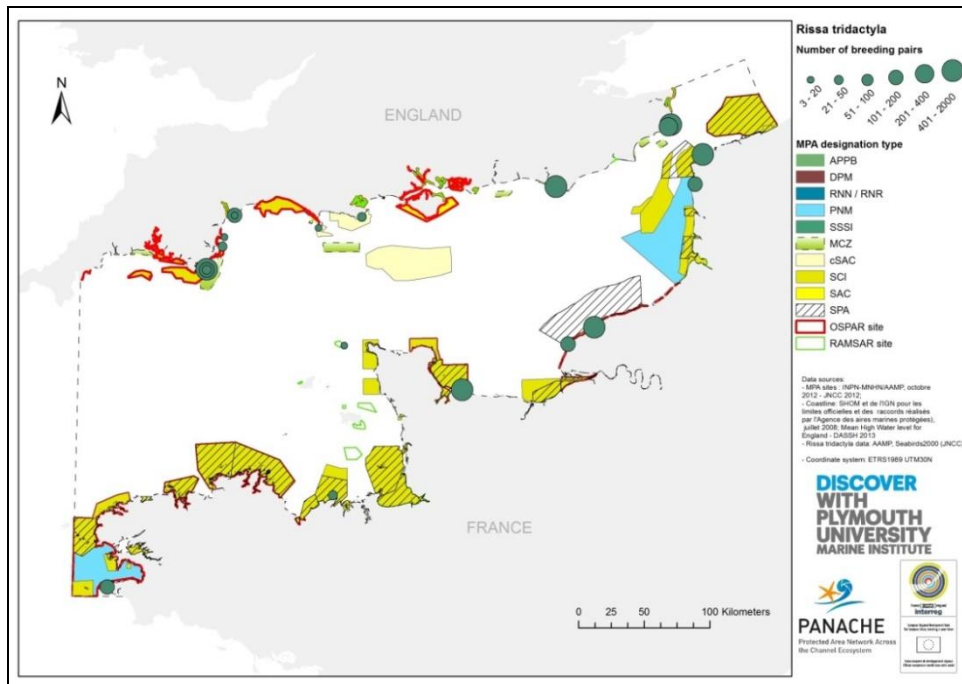 N
ENGLAND
FRANCE
0 25 50 100 Kilometers
Rissa tridactyla
Number of breeding pairs
3 - 20
21 - 50
51 - 100
101 - 200
201 - 400
401 - 2000
MPA designation type
APPB
DPM
RNN / RNR
PNM
SSSI
MCZ
cSAC
SCI
SAC
SPA
OSPAR site
RAMSAR site
Data sources:
- MPA sites : INPN-MNHN/AAMP, octobre
2012 - JNCC 2012;
- Coastline: SHOM et de l'IGN pour les
limites officielles et des raccords réalisés
par l'Agence des aires marines protégées),
juillet 2008; Mean High Water level for
England - DASSH 2013
- Rissa tridactyla data: AAMP, Seabirds2000 (JNCC)
- Coordinate system: ETRS1989 UTM30N
DISCOVER
WITH
PLYMOUTH
UNIVERSITY
MARINE INSTITUTE
PANACHE
Protected Area Network Across
the Channel Ecosystem
Interreg